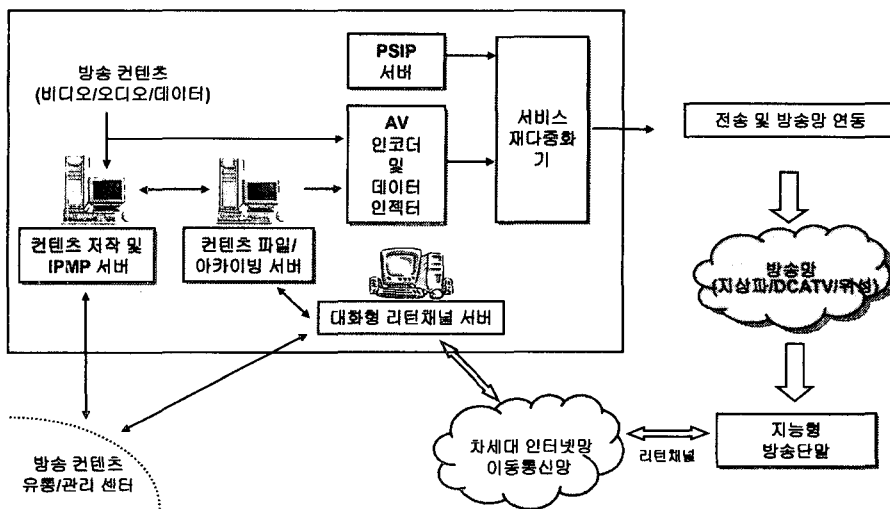 PSIP
서버
방송 컨텐츠
(비디오/오디오/데이터)
AV
인코더
및
데이터
인젝터
서비스
재다중화
기
전송 및 방송망 연동
컨텐츠 저작 및
IPMP 서버
컨텐츠 파일/
아카이빙 서버
대화형 리턴채널 서버
방송망
(지상파/DCATV/위성)
방송 컨텐츠
유통/관리 센터
차세대 인터넷망
이동통신망
리턴채널
지능형
방송단말